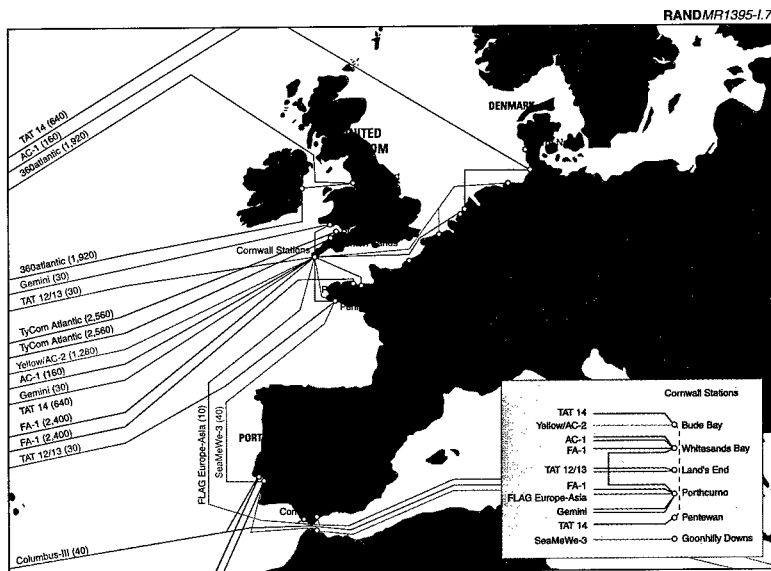 RAND MR1395-I.7
TAT 14 (640)
AC-1 (160)
360atlantic (1,920)
UNITED
DENMARK
360atlantic (1,920)
Gemini (30)
TAT 12/13 (30)
Cornwall Stations
TyCom Atlantic (2,560)
TyCom Atlantic (2,560)
Yellow/AC-2 (1,280)
AC-1 (160)
Gemini (30)
TAT 14 (640)
FA-1 (2,400)
FA-1 (2,400)
TAT 12/13 (30)
FLAG Europe-Asia (10)
SeaMeWe-3 (40)
PORT
Columbus-III (40)
Cornwall Stations
TAT 14
Yellow/AC-2
Bude Bay
AC-1
FA-1
Whitesands Bay
TAT 12/13
Land's End
FA-1
FLAG Europe-Asia
Porthcurno
Gemini
TAT 14
Pentewan
SeaMeWe-3
Goonhilly Downs